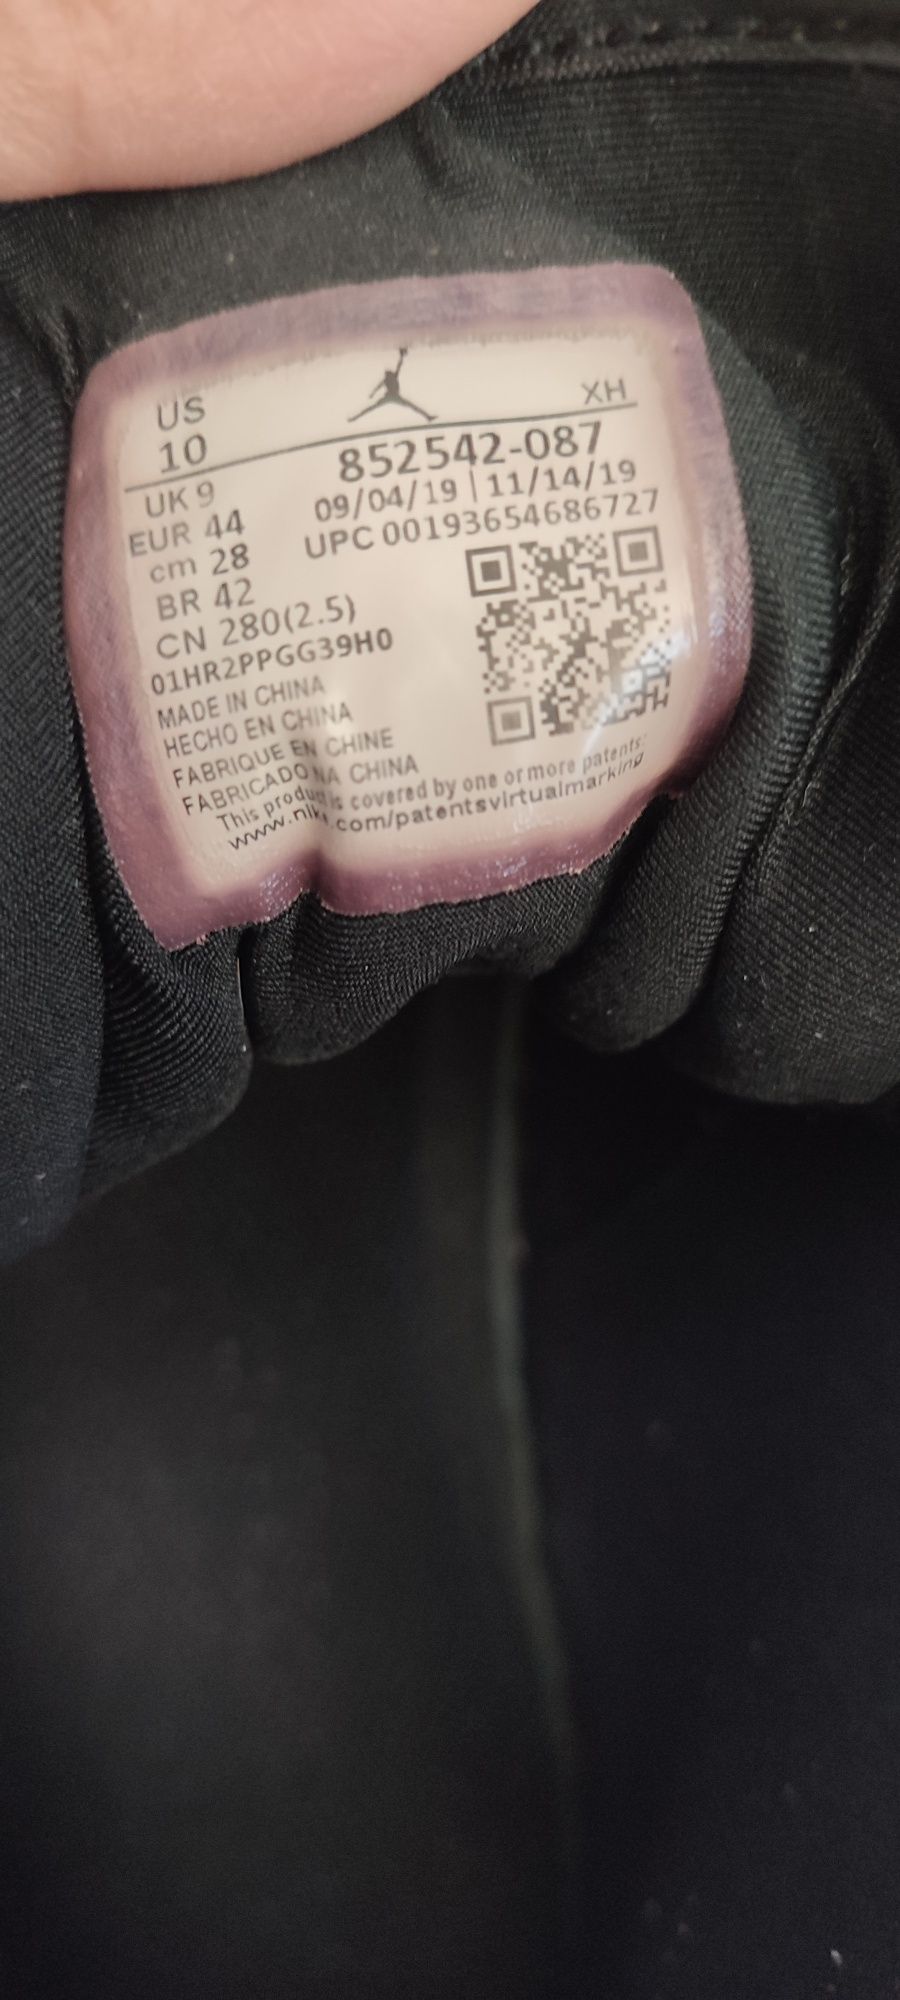 US XH
10 852542-087
UK 9 09/04/19 | 11/14/19
EUR 44 UPC 00193654686727
cm 28
BR 42
CN 280(2.5)
01HR2PPGG39H0
MADE IN CHINA
HECHO EN CHINA
FABRIQUE EN CHINE
FABRICADO NA CHINA
This product is covered by one or more patents:
www.nike.com/patentsvirtualmarking